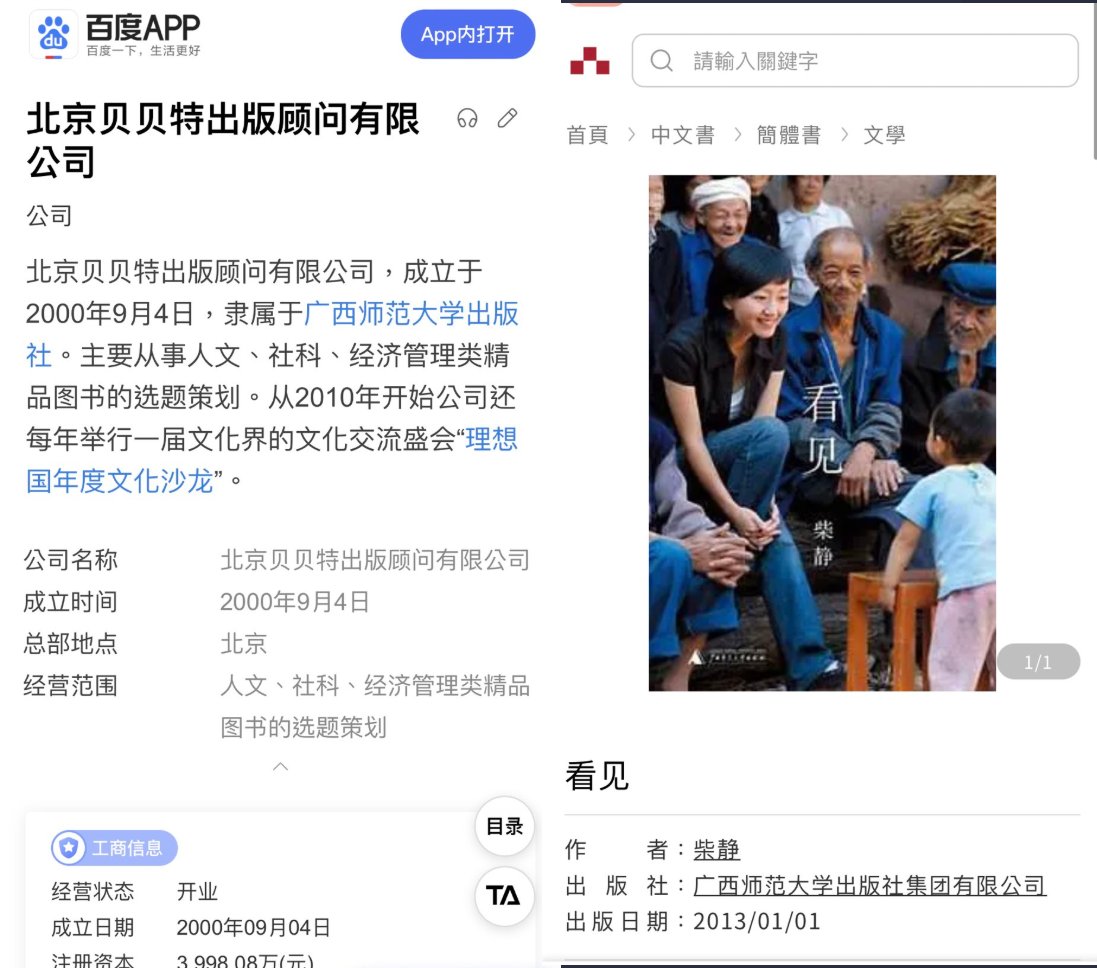 百度APP
百度一下，生活更好
App内打开
北京贝贝特出版顾问有限
公司
公司
北京贝贝特出版顾问有限公司，成立于
2000年9月4日，隶属于广西师范大学出版
社。主要从事人文、社科、经济管理类精
品图书的选题策划。从2010年开始公司还
每年举行一届文化界的文化交流盛会“理想
国年度文化沙龙”。
公司名称 北京贝贝特出版顾问有限公司
成立时间 2000年9月4日
总部地点 北京
经营范围 人文、社科、经济管理类精品
图书的选题策划
目录
工商信息
经营状态 开业
TA
成立日期 2000年09月04日
注册资本 3,998.08万(元)
請輸入關鍵字
首頁 > 中文書 > 簡體書 > 文學
看
见
柴
静
1/1
看见
作者：柴静
出版社：广西师范大学出版社集团有限公司
出版日期：2013/01/01